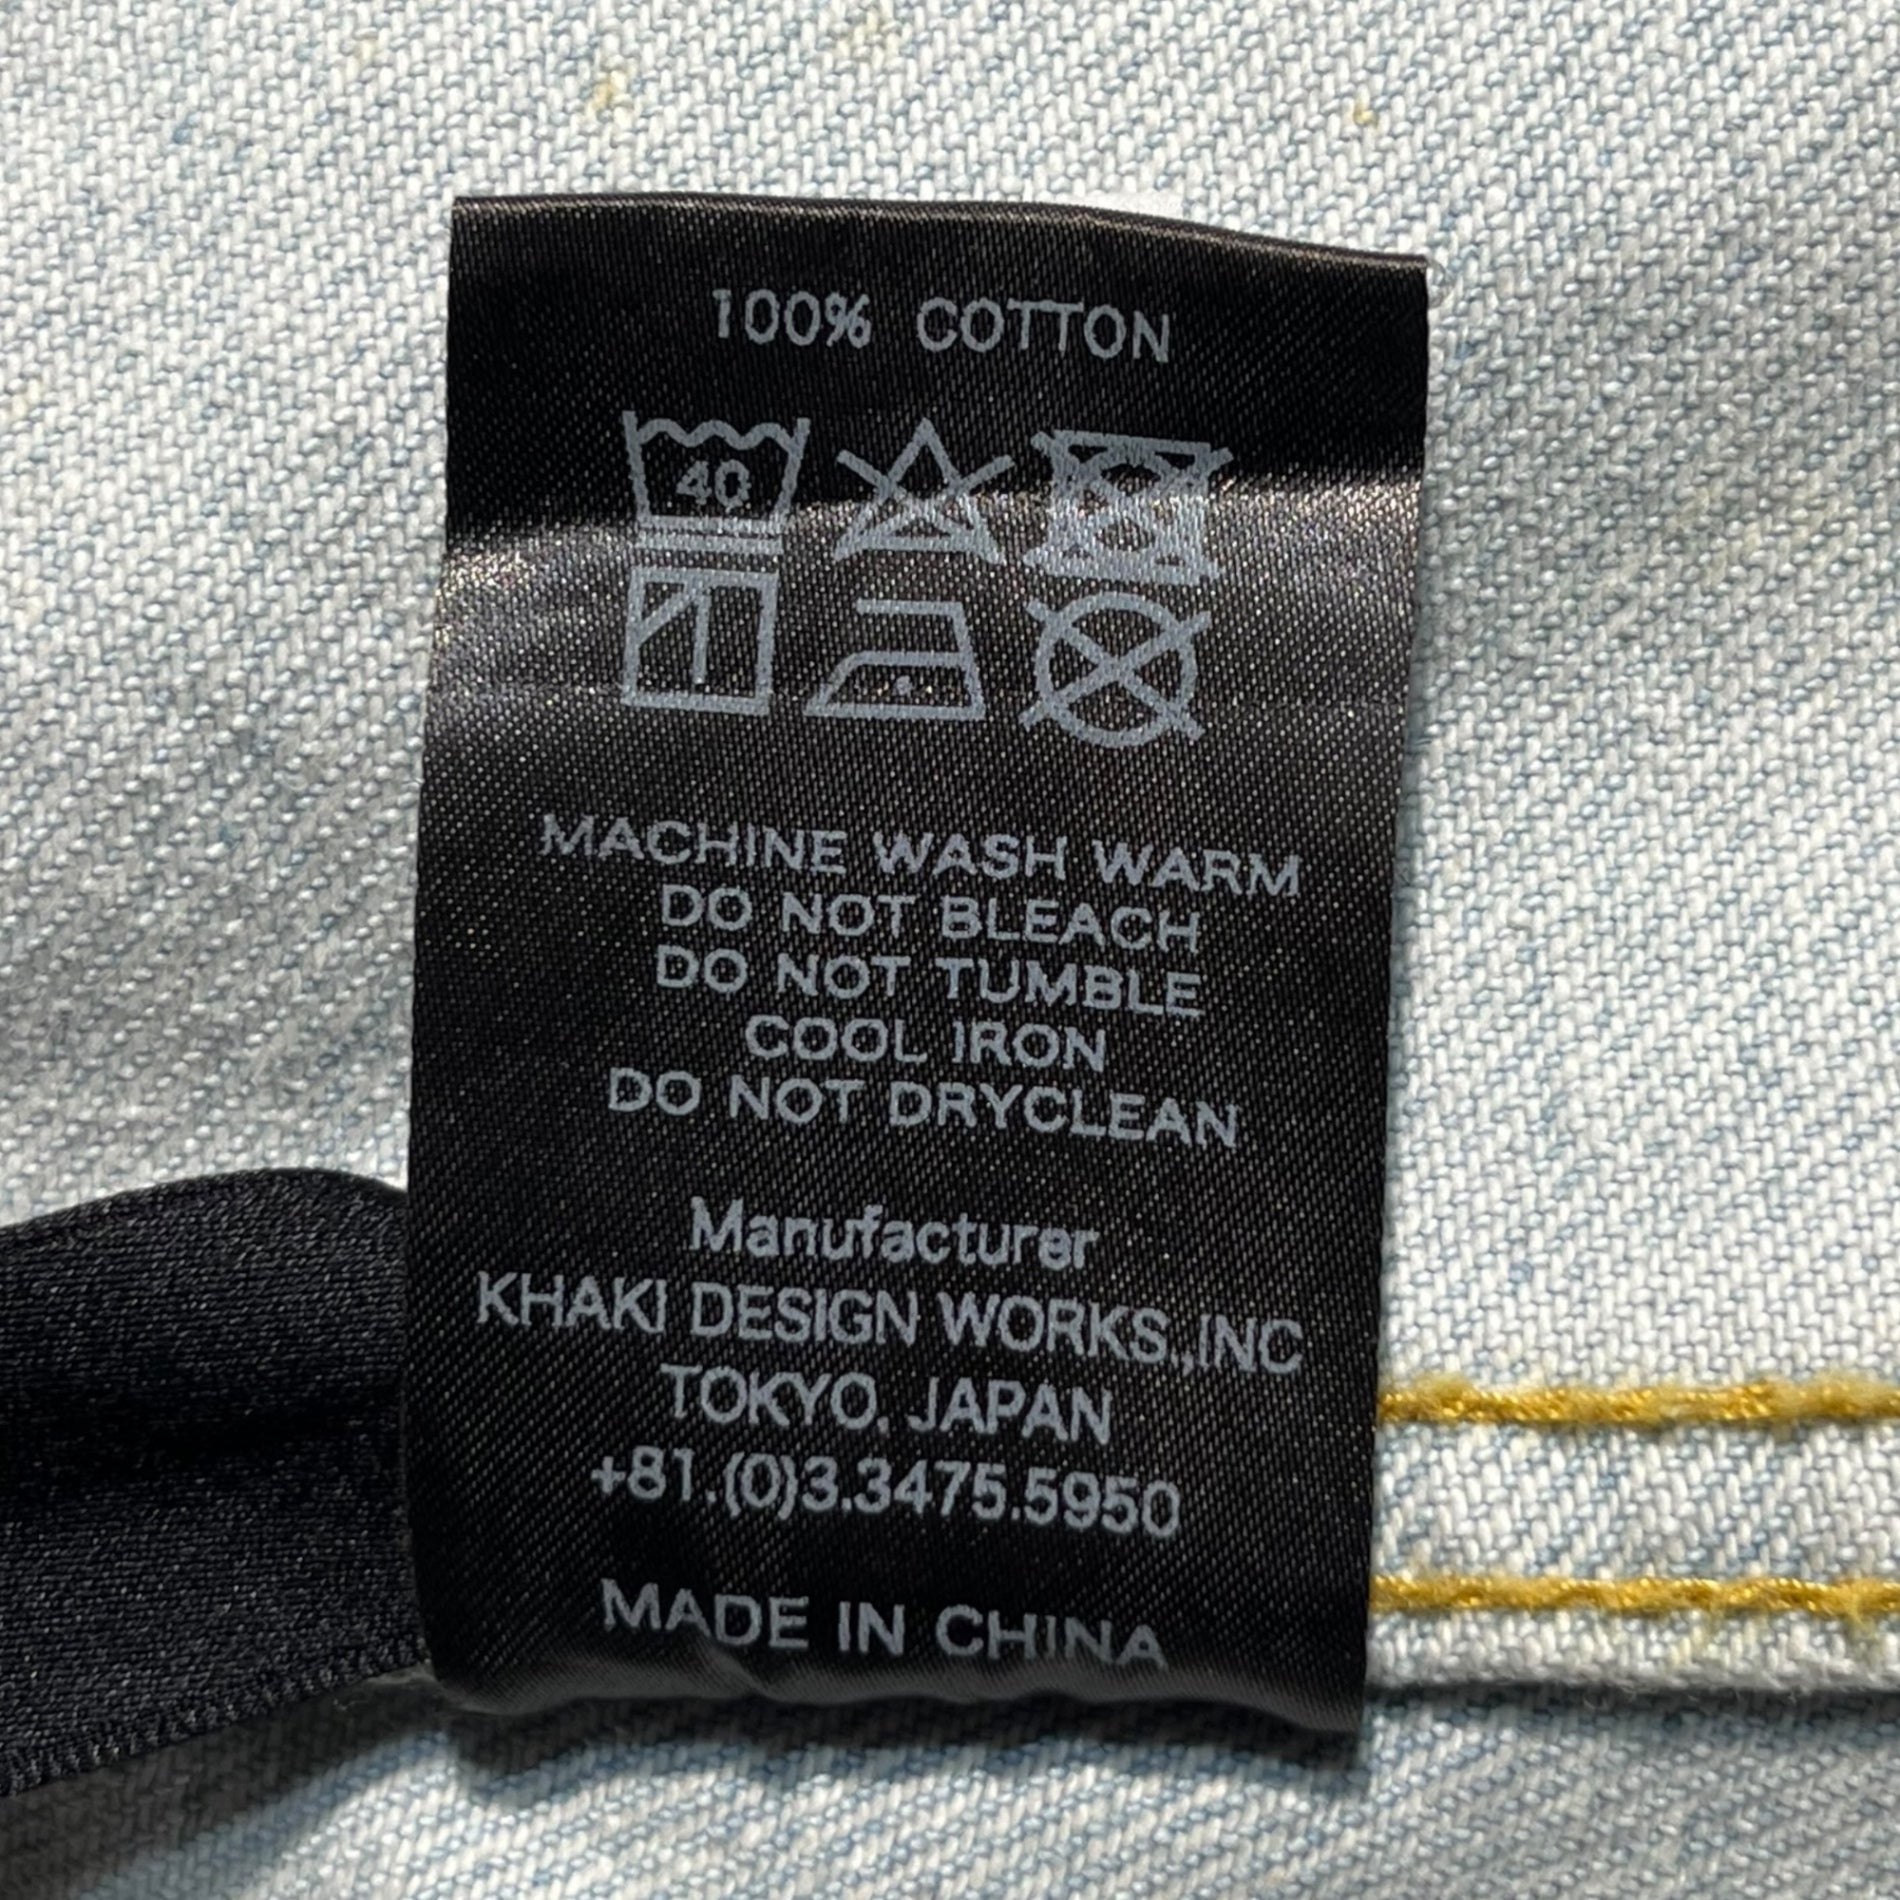 100% COTTON
40
MACHINE WASH WARM
DO NOT BLEACH
DO NOT TUMBLE
COOL IRON
DO NOT DRYCLEAN
Manufacturer
KHAKI DESIGN WORKS.,INC
TOKYO, JAPAN
+81.(0)3.3475.5950
MADE IN CHINA